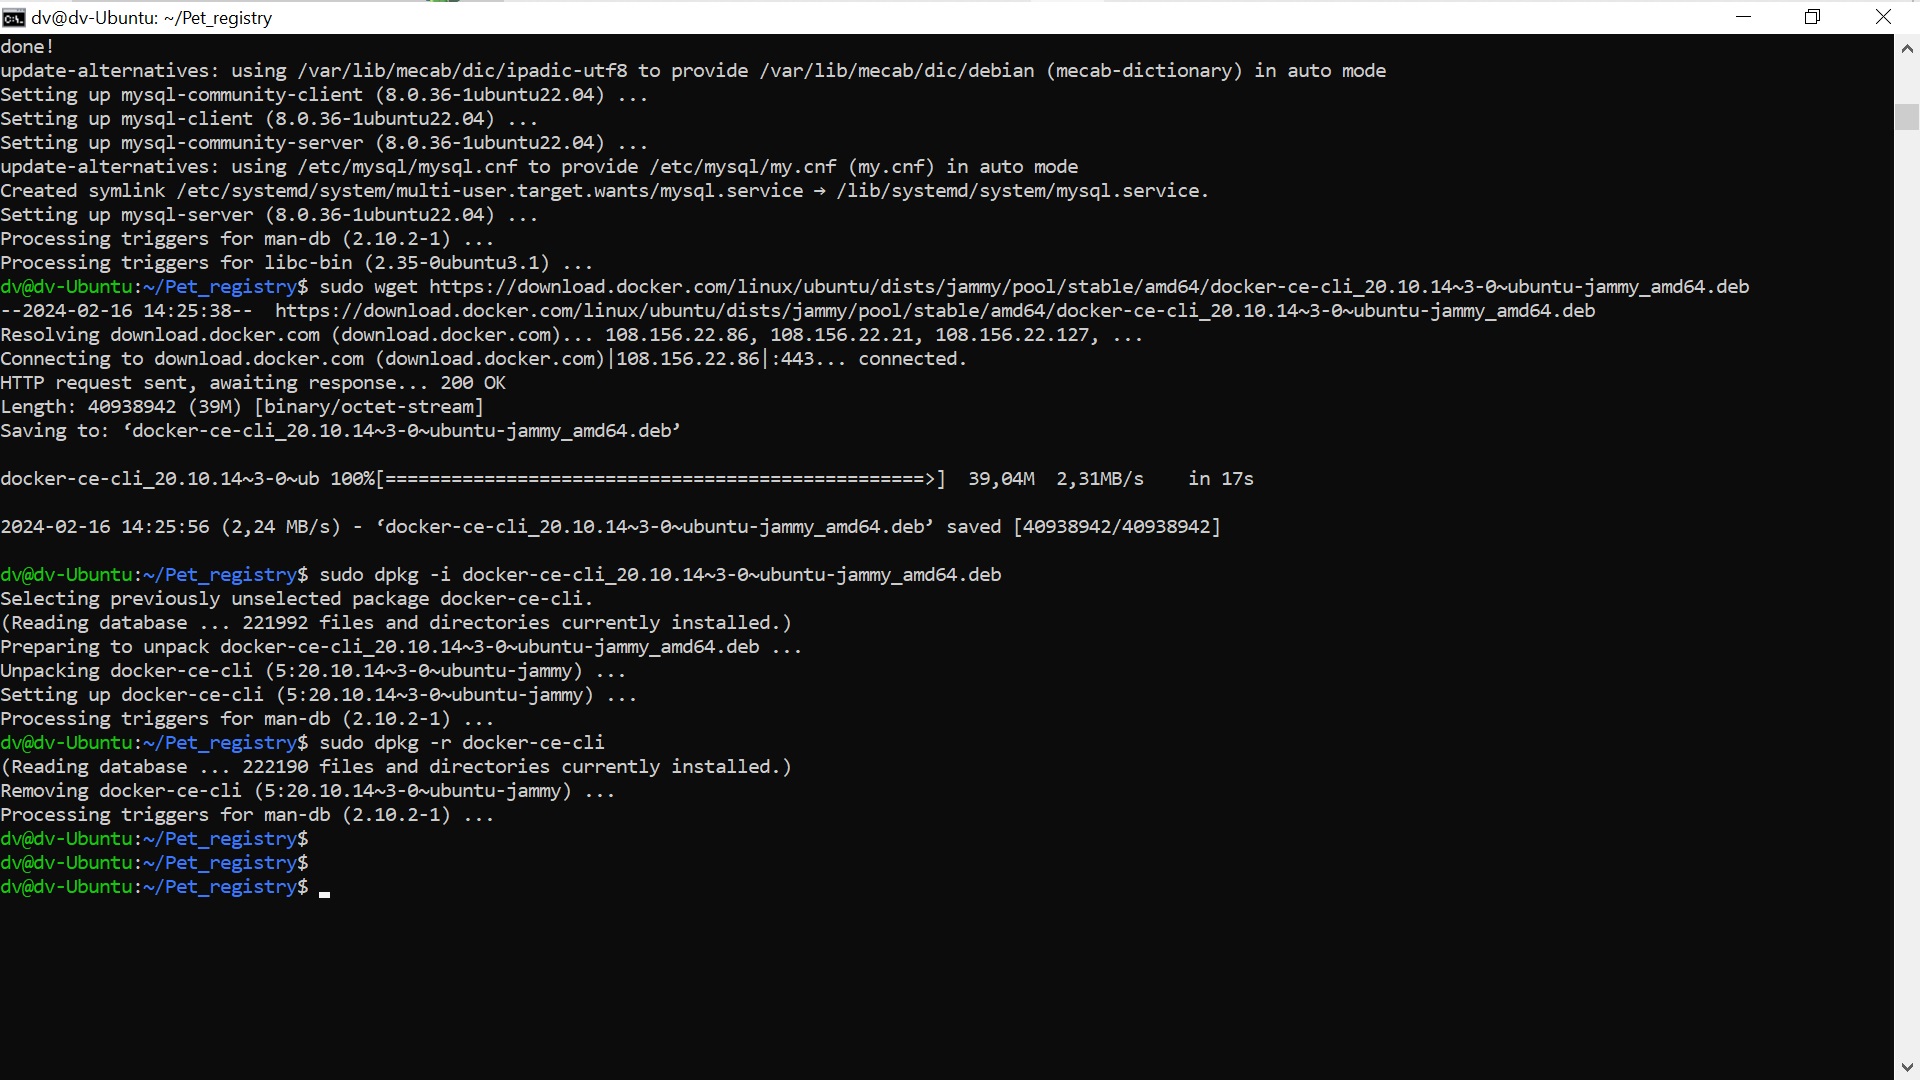 dv@dv-Ubuntu: ~/Pet_registry
done!
update-alternatives: using /var/lib/mecab/dic/ipadic-utf8 to provide /var/lib/mecab/dic/debian (mecab-dictionary) in auto mode
Setting up mysql-community-client (8.0.36-1ubuntu22.04) ...
Setting up mysql-client (8.0.36-1ubuntu22.04) ...
Setting up mysql-community-server (8.0.36-1ubuntu22.04) ...
update-alternatives: using /etc/mysql/mysql.cnf to provide /etc/mysql/my.cnf (my.cnf) in auto mode
Created symlink /etc/systemd/system/multi-user.target.wants/mysql.service → /lib/systemd/system/mysql.service.
Setting up mysql-server (8.0.36-1ubuntu22.04) ...
Processing triggers for man-db (2.10.2-1) ...
Processing triggers for libc-bin (2.35-0ubuntu3.1) ...
dv@dv-Ubuntu:~/Pet_registry$ sudo wget https://download.docker.com/linux/ubuntu/dists/jammy/pool/stable/amd64/docker-ce-cli_20.10.14~3-0~ubuntu-jammy_amd64.deb
--2024-02-16 14:25:38--  https://download.docker.com/linux/ubuntu/dists/jammy/pool/stable/amd64/docker-ce-cli_20.10.14~3-0~ubuntu-jammy_amd64.deb
Resolving download.docker.com (download.docker.com)... 108.156.22.86, 108.156.22.21, 108.156.22.127, ...
Connecting to download.docker.com (download.docker.com)|108.156.22.86|:443... connected.
HTTP request sent, awaiting response... 200 OK
Length: 40938942 (39M) [binary/octet-stream]
Saving to: ‘docker-ce-cli_20.10.14~3-0~ubuntu-jammy_amd64.deb’
docker-ce-cli_20.10.14~3-0~ub 100%[=================================================>]  39,04M  2,31MB/s    in 17s
2024-02-16 14:25:56 (2,24 MB/s) - ‘docker-ce-cli_20.10.14~3-0~ubuntu-jammy_amd64.deb’ saved [40938942/40938942]
dv@dv-Ubuntu:~/Pet_registry$ sudo dpkg -i docker-ce-cli_20.10.14~3-0~ubuntu-jammy_amd64.deb
Selecting previously unselected package docker-ce-cli.
(Reading database ... 221992 files and directories currently installed.)
Preparing to unpack docker-ce-cli_20.10.14~3-0~ubuntu-jammy_amd64.deb ...
Unpacking docker-ce-cli (5:20.10.14~3-0~ubuntu-jammy) ...
Setting up docker-ce-cli (5:20.10.14~3-0~ubuntu-jammy) ...
Processing triggers for man-db (2.10.2-1) ...
dv@dv-Ubuntu:~/Pet_registry$ sudo dpkg -r docker-ce-cli
(Reading database ... 222190 files and directories currently installed.)
Removing docker-ce-cli (5:20.10.14~3-0~ubuntu-jammy) ...
Processing triggers for man-db (2.10.2-1) ...
dv@dv-Ubuntu:~/Pet_registry$
dv@dv-Ubuntu:~/Pet_registry$
dv@dv-Ubuntu:~/Pet_registry$